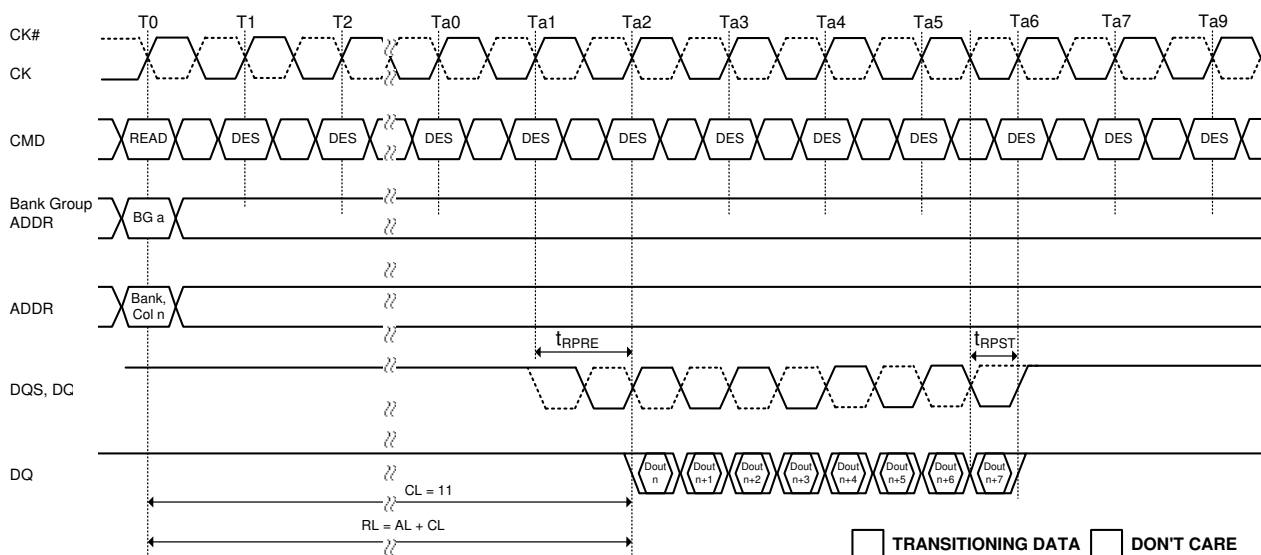 T0 T1 T2 Ta0 Ta1 Ta2 Ta3 Ta4 Ta5 Ta6 Ta7 Ta9
CK#
CK
CMD READ DES DES DES DES DES DES DES DES DES DES DES
Bank Group
ADDR
BG a
ADDR
Bank,
Col n
tRPRE tRPST
DQS, DQ
DQ
Dout n
Dout n+1
Dout n+2
Dout n+3
Dout n+4
Dout n+5
Dout n+6
Dout n+7
CL = 11
RL = AL + CL
TRANSITIONING DATA DON'T CARE